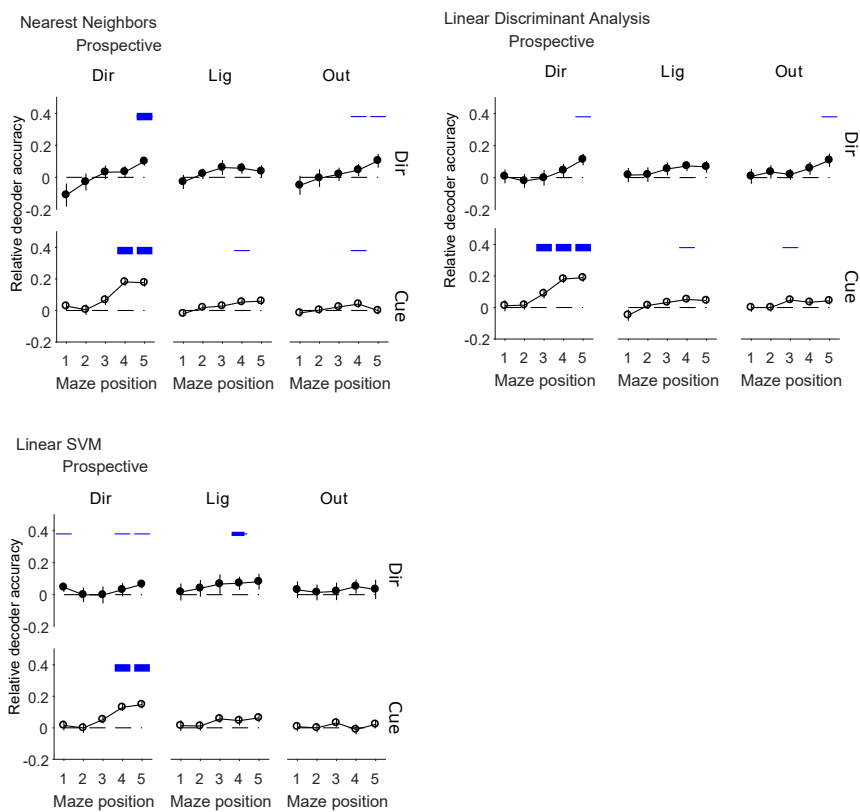 Nearest Neighbors
Prospective
Dir Lig Out
Relative decoder accuracy
0.4
0.2
0
-0.2
Dir
0.4
0.2
0
-0.2
Cue
1 2 3 4 5 1 2 3 4 5 1 2 3 4 5
Maze position Maze position Maze position
Linear Discriminant Analysis
Prospective
Dir Lig Out
Relative decoder accuracy
0.4
0.2
0
-0.2
Dir
0.4
0.2
0
-0.2
Cue
1 2 3 4 5 1 2 3 4 5 1 2 3 4 5
Maze position Maze position Maze position
Linear SVM
Prospective
Dir Lig Out
Relative decoder accuracy
0.4
0.2
0
-0.2
Dir
0.4
0.2
0
-0.2
Cue
1 2 3 4 5 1 2 3 4 5 1 2 3 4 5
Maze position Maze position Maze position